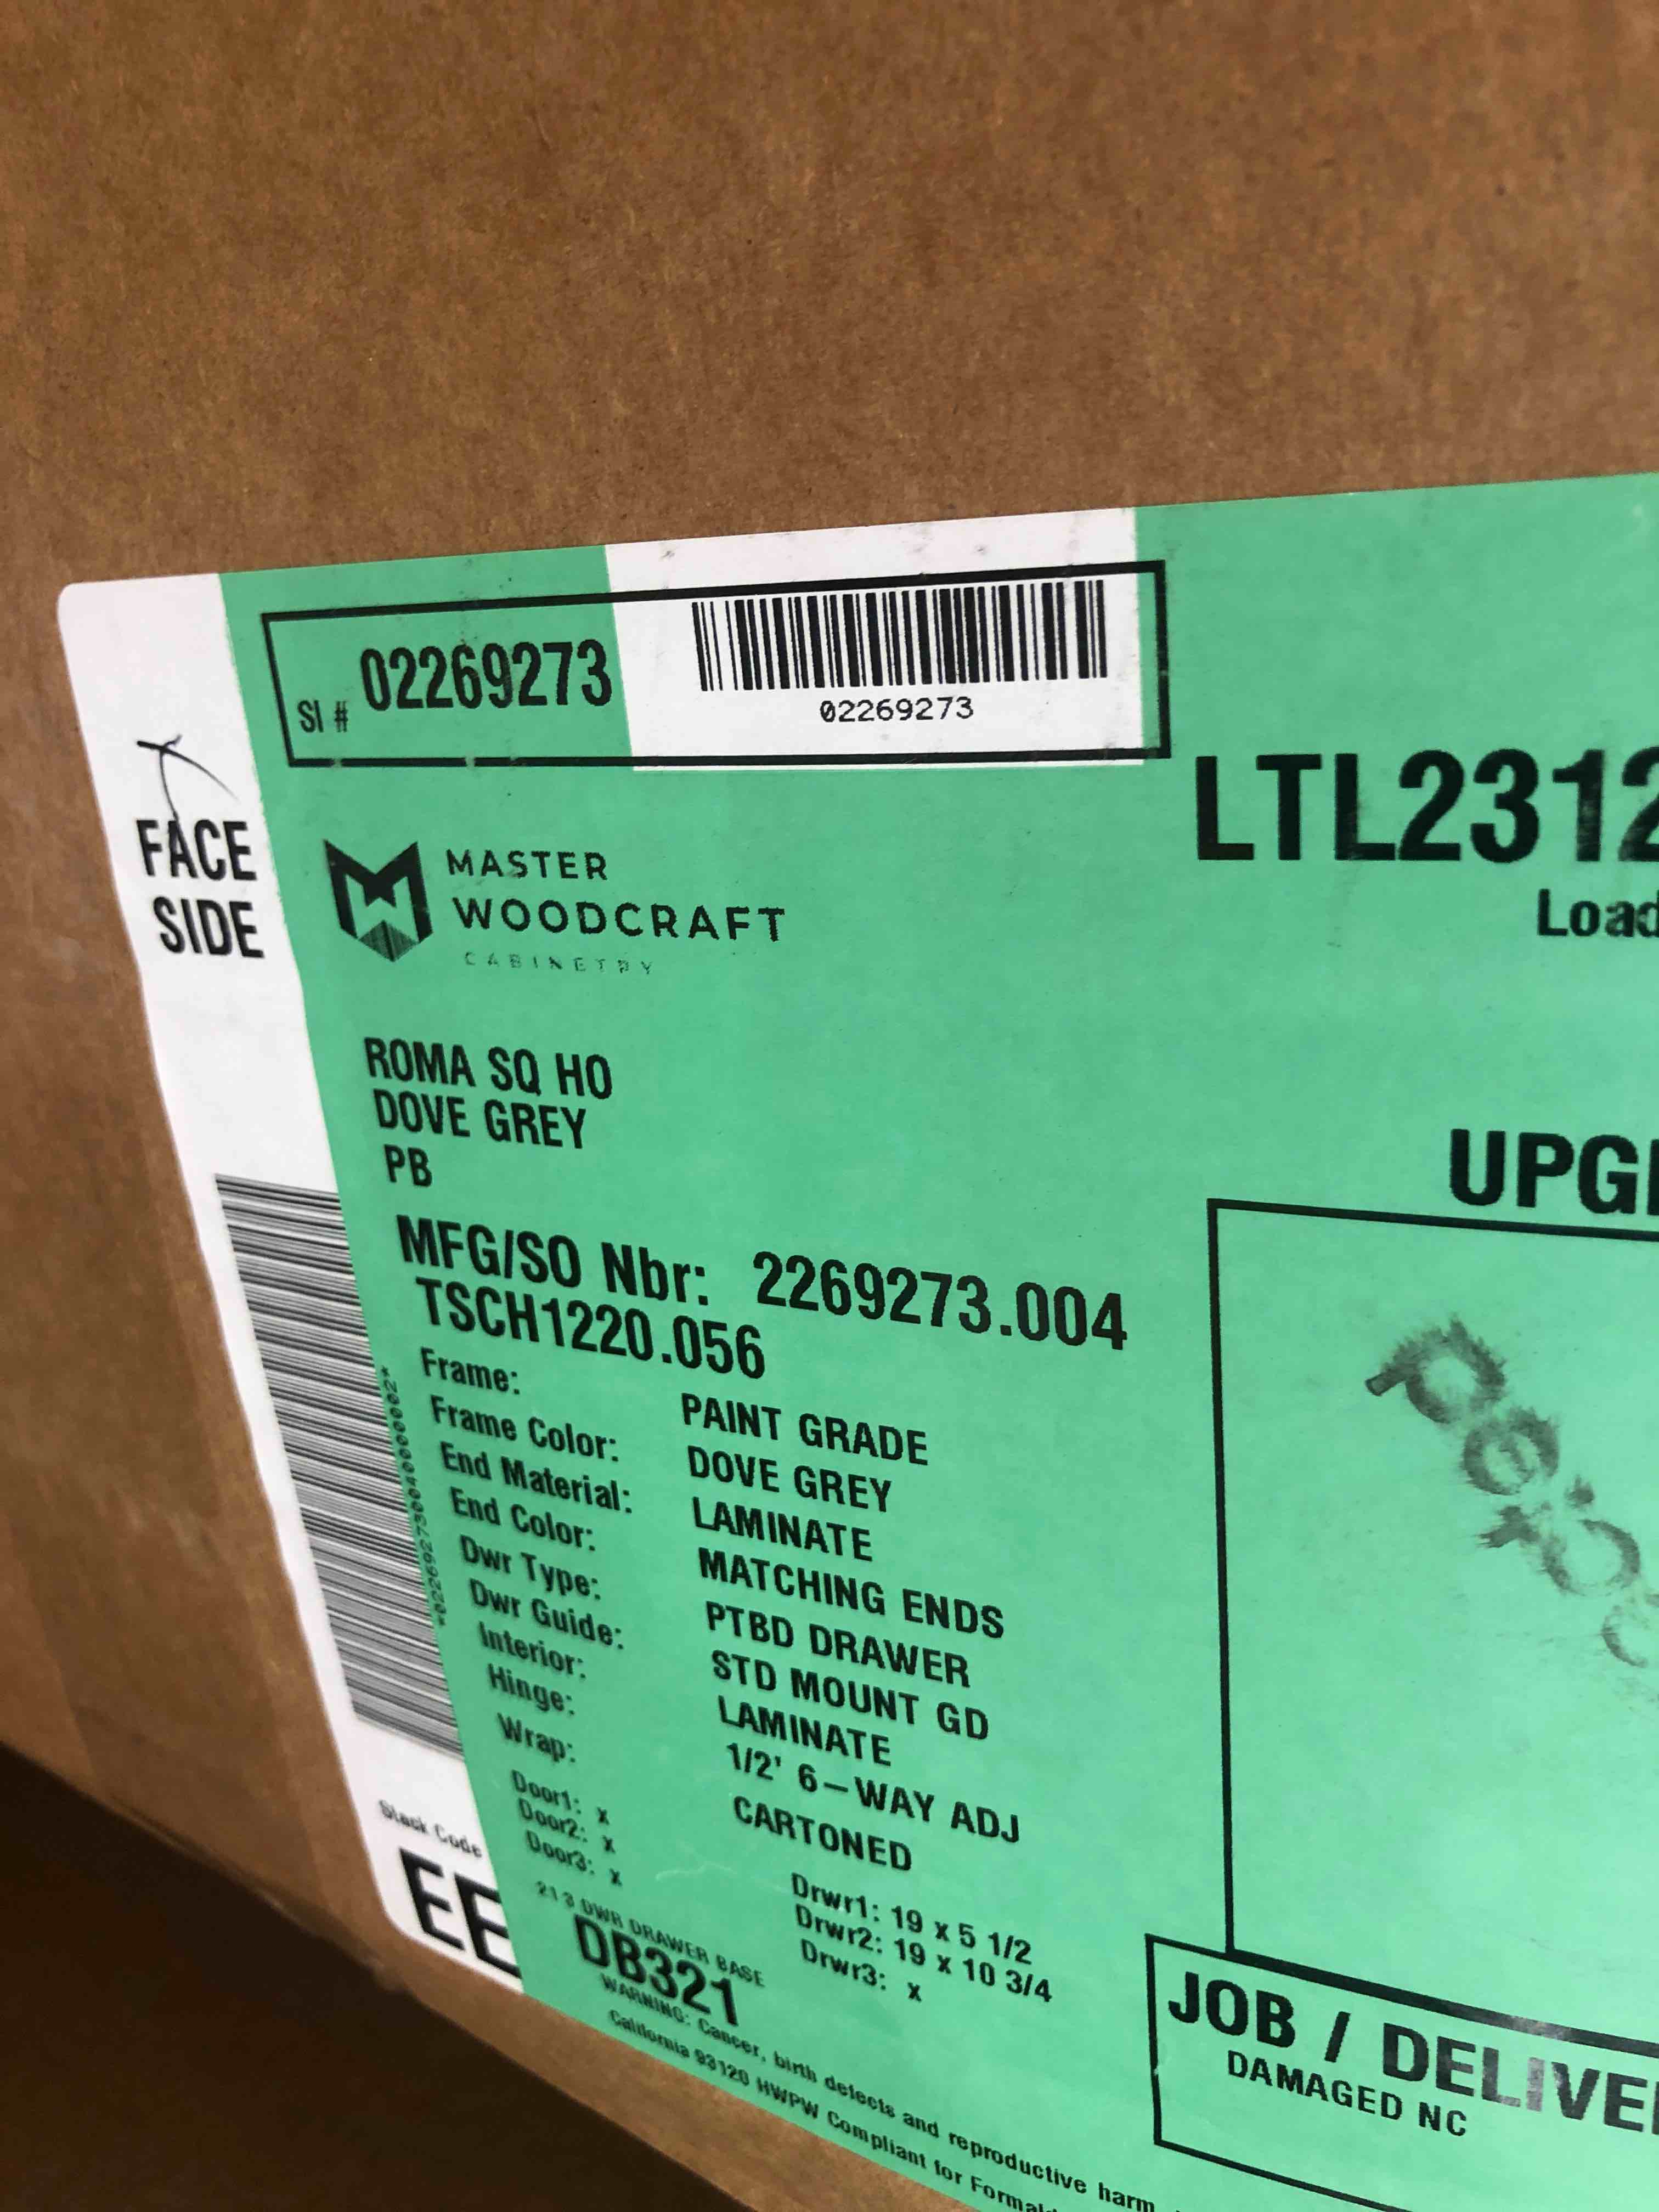 SI # 02269273
02269273
FACE
SIDE
MASTER
WOODCRAFT
CABINETRY
LTL2312
Load
ROMA SQ HO
DOVE GREY
PB
UPG
MFG/SO Nbr: 2269273.004
TSCH1220.056
Frame: PAINT GRADE
Frame Color: DOVE GREY
End Material: LAMINATE
End Color: MATCHING ENDS
Dwr Type: PTBD DRAWER
Dwr Guide: STD MOUNT GD
Interior: LAMINATE
Hinge: 1/2' 6-WAY ADJ
Wrap: CARTONED
Door1: x
Door2: x
Door3: x
Drwr1: 19 x 5 1/2
Drwr2: 19 x 10 3/4
Drwr3: x
Stack Code
EE
21 3 DWR DRAWER BASE
DB321
WARNING: Cancer, birth defects and reproductive harm
California 93120 HWPW Compliant for Formal
JOB / DELIVE
DAMAGED NC